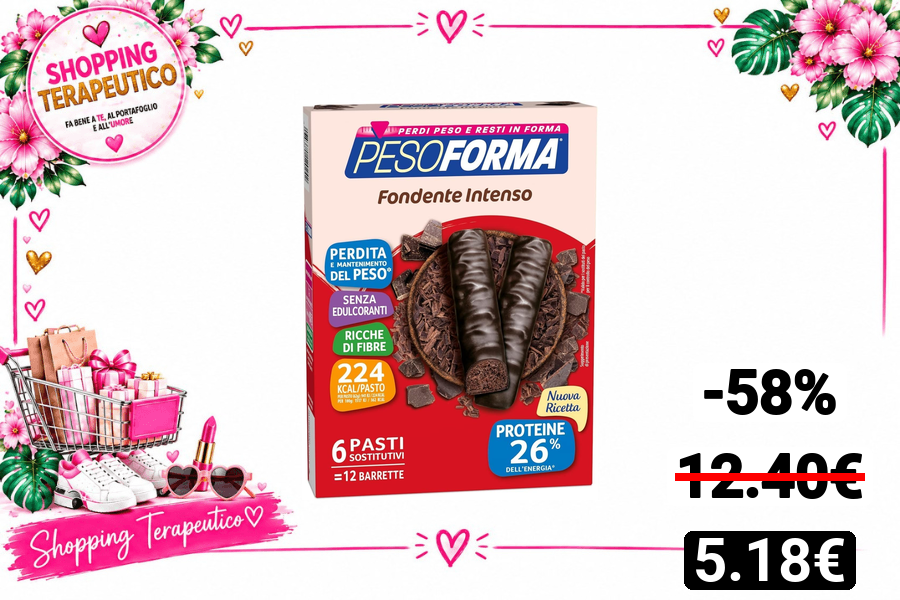 SHOPPING
TERAPEUTICO
FA BENE A TE, AL PORTAFOGLIO
E ALL'UMORE
PERDI PESO E RESTI IN FORMA
PESOFORMA
Fondente Intenso
PERDITA
E MANTENIMENTO
DEL PESO*
SENZA
EDULCORANTI
RICCHE
DI FIBRE
224
KCAL/PASTO
Nuova
Ricetta
PROTEINE
26%
DELL'ENERGIA*
6 PASTI
SOSTITUTIVI
=12 BARRETTE
-58%
12.40€
5.18€
Shopping Terapeutico